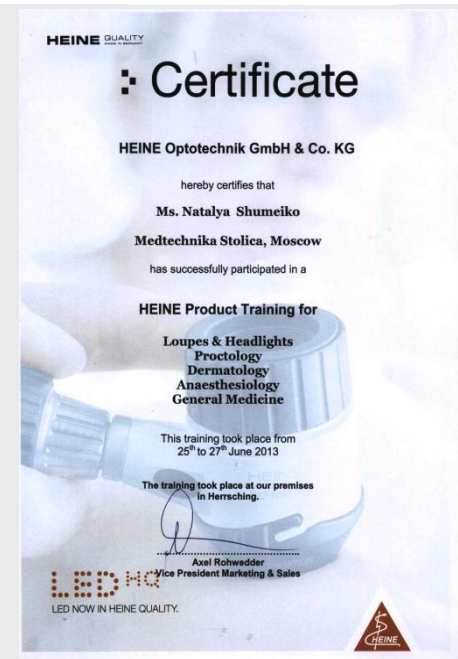 HEINE QUALITY
MADE IN GERMANY
Certificate
HEINE Optotechnik GmbH & Co. KG
hereby certifies that
Ms. Natalya Shumeiko
Medtechnika Stolica, Moscow
has successfully participated in a
HEINE Product Training for
Loupes & Headlights
Proctology
Dermatology
Anaesthesiology
General Medicine
This training took place from
25th to 27th June 2013
The training took place at our premises
in Herrsching.
Axel Rohwedder
Vice President Marketing & Sales
LED HQ
LED NOW IN HEINE QUALITY.
HEINE